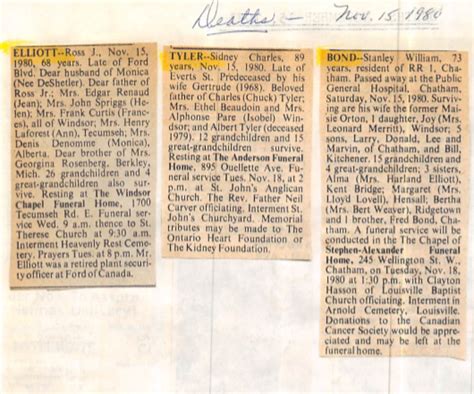 Deaths - Nov. 15, 1980
ELLIOTT--Ross J., Nov. 15,
1980, 68 years. Late of Ford
Blvd. Dear husband of Monica
(Nee DeShetler). Dear father of
Ross J.; Mrs. Edgar Renaud
(Jean); Mrs. John Spriggs (He-
len); Mrs. Frank Curtis (Fran-
ces), all of Windsor; Mrs. Henry
Laforest (Ann), Tecumseh; Mrs.
Denis Denomme (Monica),
Alberta. Dear brother of Mrs.
Georgina Rosenberg, Berkley,
Mich. 26 grandchildren and 4
great-grandchildren also sur-
vive. Resting at The Windsor
Chapel Funeral Home, 1700
Tecumseh Rd. E. Funeral ser-
vice Wed. 9 a.m. thence to St.
Therese Church at 9:30 a.m.
Interment Heavenly Rest Ceme-
tery. Prayers Tues. at 8 p.m. Mr.
Elliott was a retired plant secur-
ity officer at Ford of Canada.
TYLER--Sidney Charles, 89
years, Nov. 15, 1980. Late of
Everts St. Predeceased by his
wife Gertrude (1968). Beloved
father of Charles (Chuck) Tyler;
Mrs. Ethel Beaudoin and Mrs.
Alphonse Pare (Isobel) Wind-
sor; and Albert Tyler (deceased
1979). 12 grandchildren and 15
great-grandchildren survive.
Resting at The Anderson Funeral
Home, 895 Ouellette Ave. Fu-
neral service Tues. Nov. 18, at 2
p.m. at St. John's Anglican
Church. The Rev. Father Neil
Carver officiating. Interment St.
John's Churchyard. Memorial
tributes may be made to The
Ontario Heart Foundation or
The Kidney Foundation.
BOND--Stanley William, 73
years, resident of RR 1, Cha-
tham. Passed away at the Public
General Hospital, Chatham,
Saturday, Nov. 15, 1980. Surviv-
ing are his wife the former Mai-
sie Orton, 1 daughter, Joy (Mrs.
Leonard Merritt), Windsor; 5
sons, Larry, Donald, Lee and
Marvin, of Chatham, and Bill,
Kitchener. 15 grandchildren and
4 great-grandchildren; 3 sisters,
Alma (Mrs. Harland Elliott),
Kent Bridge; Margaret (Mrs.
Lloyd Lovell), Hensall; Bertha
(Mrs. Bert Weaver), Ridgetown
and 1 brother, Fred Bond, Cha-
tham. A funeral service will be
conducted in the The Chapel of
Stephen-Alexander Funeral
Home, 245 Wellington St. W.,
Chatham, on Tuesday, Nov. 18,
1980 at 1:30 p.m. with Clayton
Hasson of Louisville Baptist
Church officiating. Interment in
Arnold Cemetery, Louisville.
Donations to the Canadian
Cancer Society would be appre-
ciated and may be left at the
funeral home.